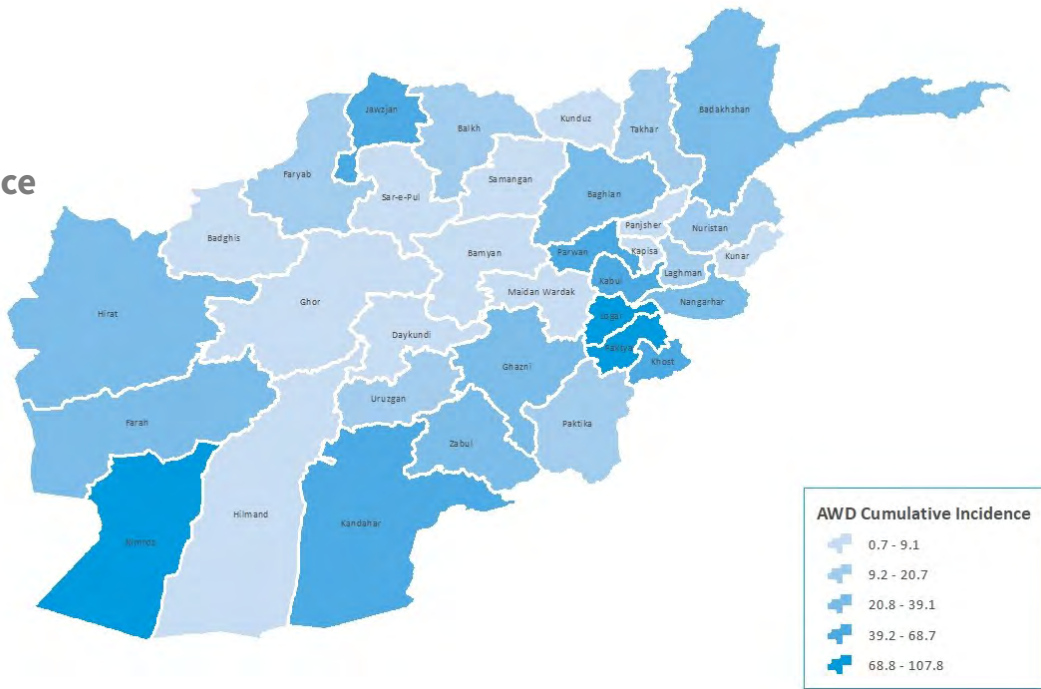 ce
Jawzjan
Balkh
Kunduz
Takhar
Badakhshan
Faryab
Sar-e-Pul
Samangan
Baghlan
Badghis
Panjsher
Nuristan
Bamyan
Parwan
Kapisa
Kunar
Laghman
Kabul
Nangarhar
Hirat
Ghor
Maidan Wardak
Logar
Daykundi
Paktya
Khost
Ghazni
Uruzgan
Farah
Paktika
Zabul
Hilmand
Kandahar
Nimroz
AWD Cumulative Incidence
0.7 - 9.1
9.2 - 20.7
20.8 - 39.1
39.2 - 68.7
68.8 - 107.8